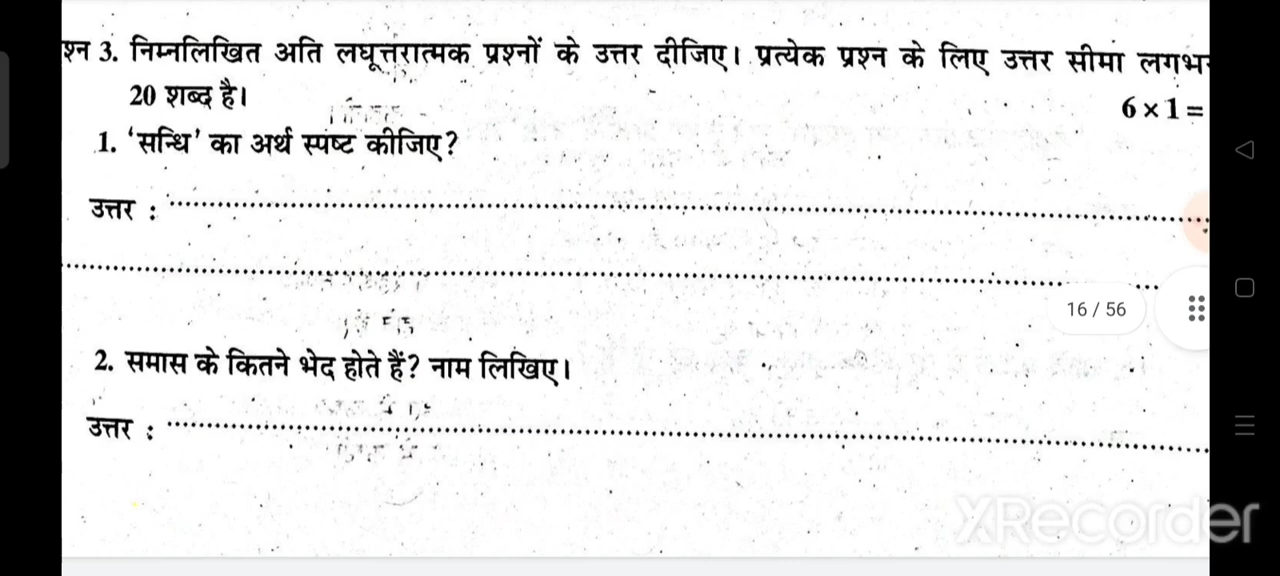 श्न 3. निम्नलिखित अति लघूत्तरात्मक प्रश्नों के उत्तर दीजिए। प्रत्येक प्रश्न के लिए उत्तर सीमा लगभग
20 शब्द है। 6 × 1 =
1. ‘सन्धि’ का अर्थ स्पष्ट कीजिए?
उत्तर :
16 / 56
2. समास के कितने भेद होते हैं? नाम लिखिए।
उत्तर :
XRecorder